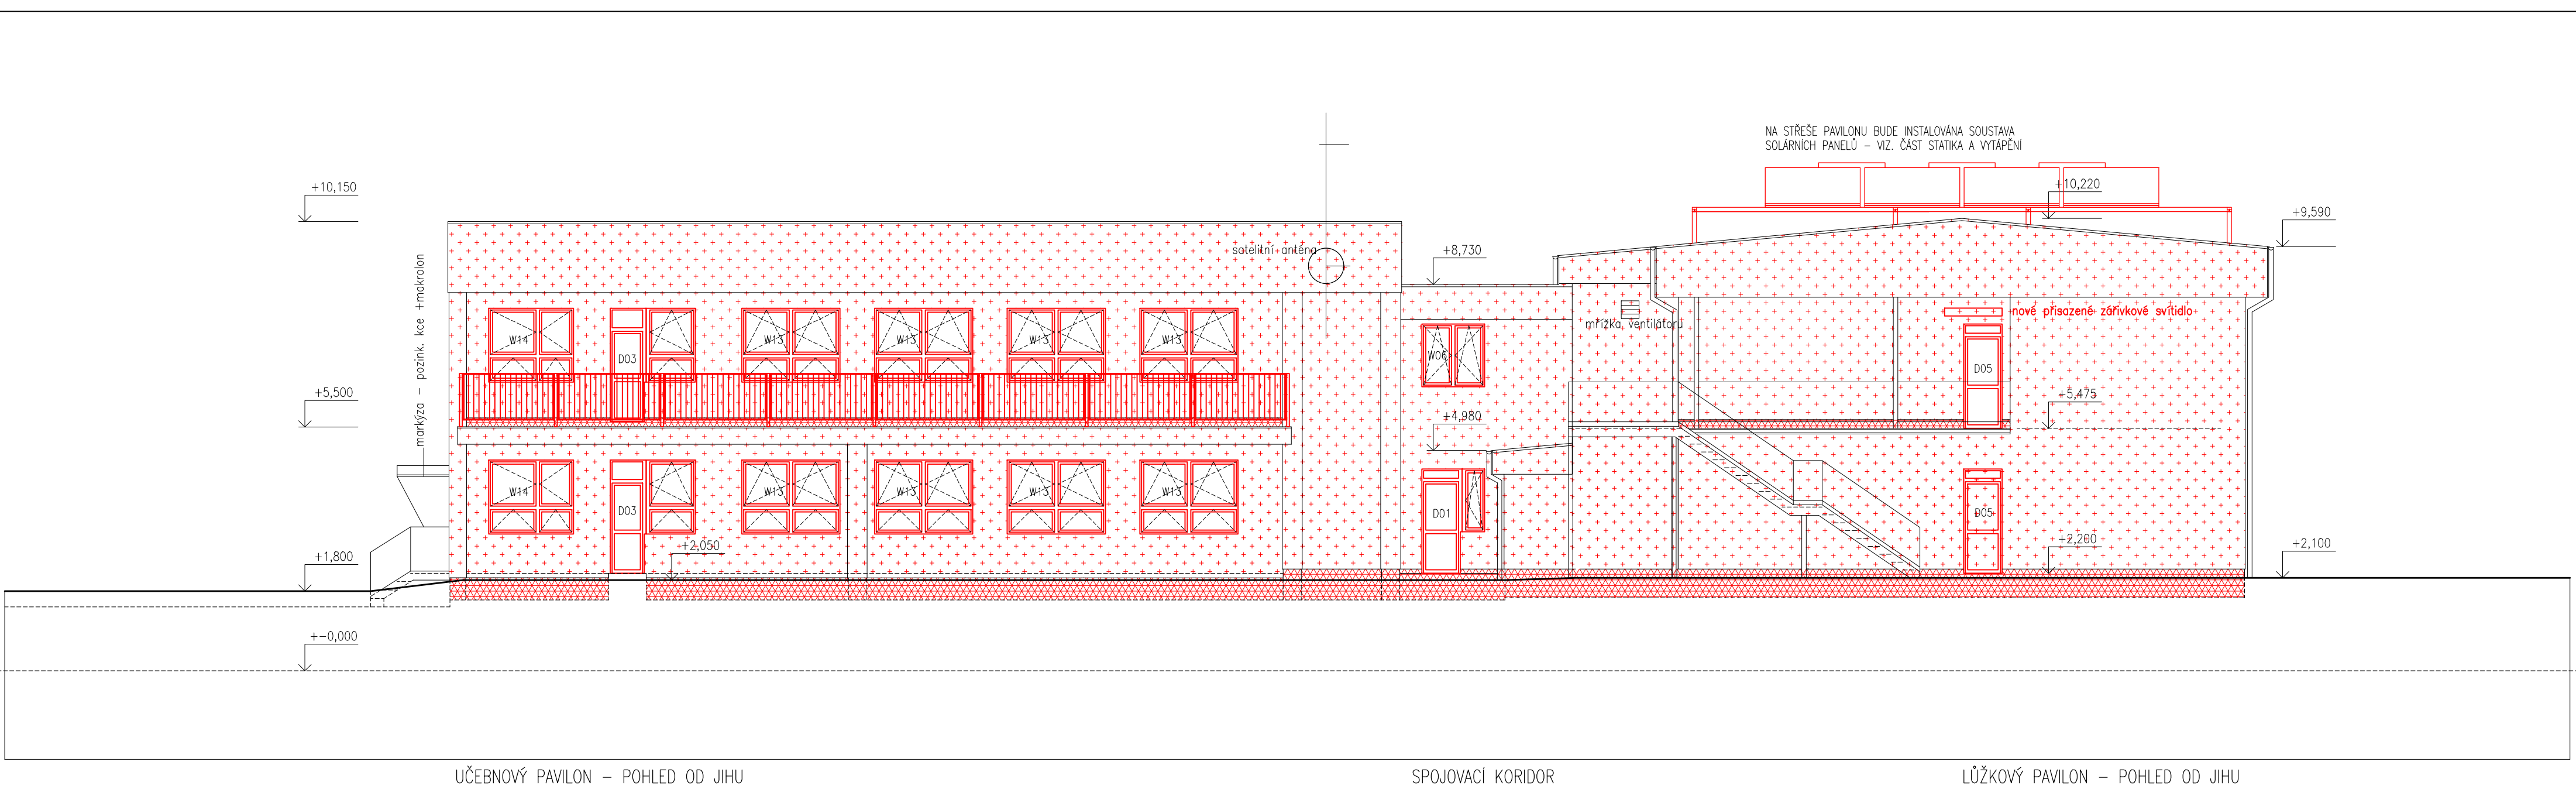 NA STŘEŠE PAVILONU BUDE INSTALOVÁNA SOUSTAVA
SOLÁRNÍCH PANELŮ – VIZ. ČÁST STATIKA A VYTÁPĚNÍ
+10,150
+10,220
+9,590
satelitní anténa
+8,730
markýza – pozink. kce +makrolon
nové přisazené zářivkové svítidlo
mřížka ventilátoru
W14
D03
W13
W13
W13
W13
W06
D05
+5,500
+5,475
+4,980
W14
D03
W13
W13
W13
W13
D01
D05
+2,050
+2,200
+2,100
+1,800
+-0,000
UČEBNOVÝ PAVILON – POHLED OD JIHU
SPOJOVACÍ KORIDOR
LŮŽKOVÝ PAVILON – POHLED OD JIHU